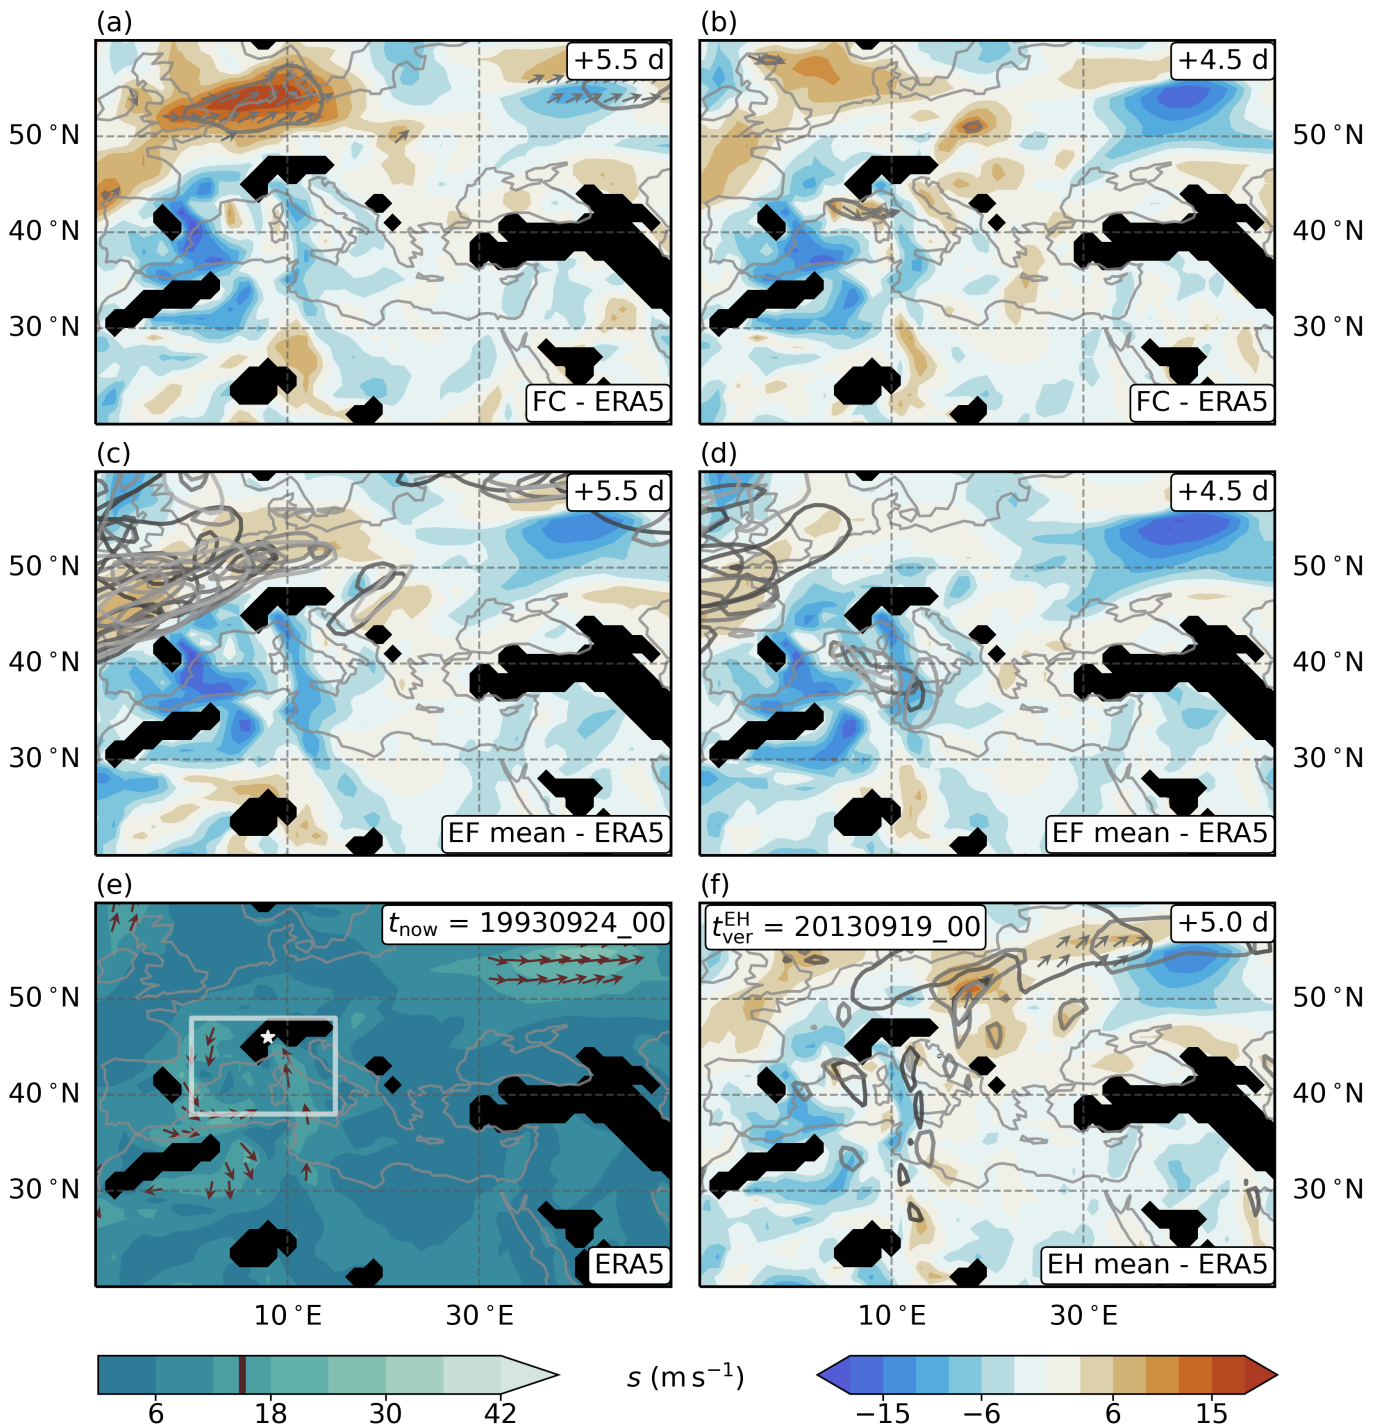 (a)
(b)
+5.5 d
+4.5 d
50°N
50°N
40°N
40°N
30°N
30°N
FC - ERA5
FC - ERA5
(c)
(d)
+5.5 d
+4.5 d
50°N
50°N
40°N
40°N
30°N
30°N
EF mean - ERA5
EF mean - ERA5
(e)
(f)
t_now = 19930924_00
t_ver^EH = 20130919_00
+5.0 d
50°N
50°N
40°N
40°N
30°N
30°N
ERA5
EH mean - ERA5
10°E
30°E
10°E
30°E
s (m s⁻¹)
6
18
30
42
−15
−6
6
15